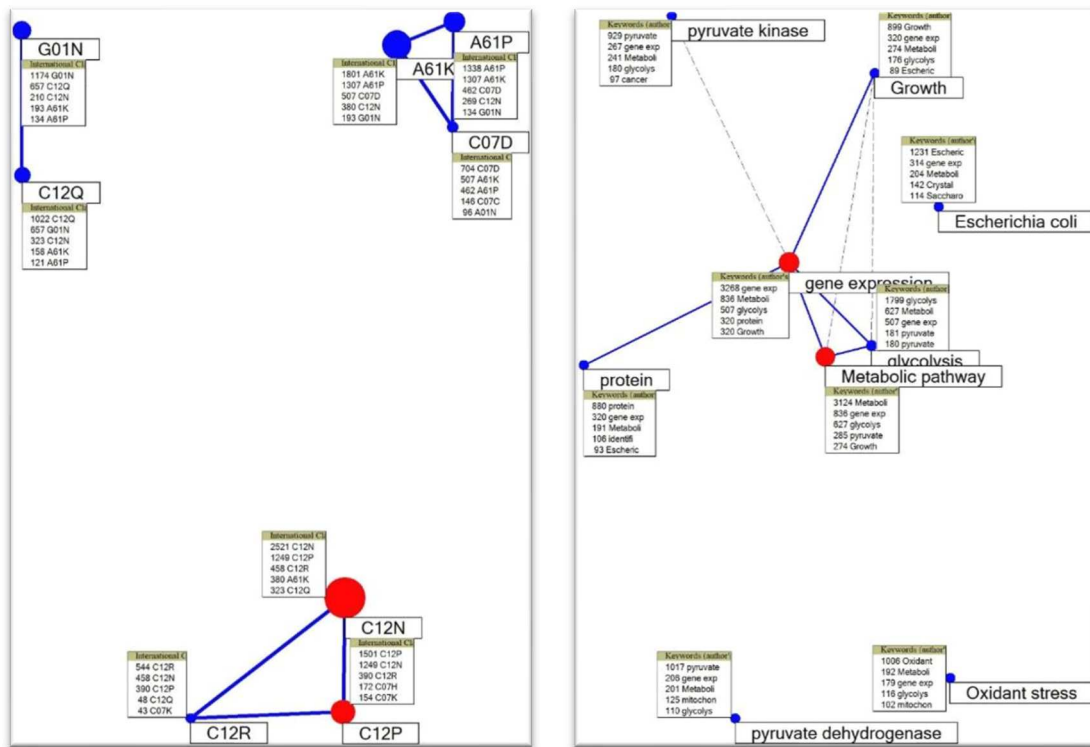 G01N
International Cl
1174 G01N
657 C12Q
210 C12N
193 A61K
134 A61P
C12Q
International Cl
1022 C12Q
657 G01N
323 C12N
158 A61K
121 A61P
A61P
International C
1338 A61P
1307 A61K
462 C07D
269 C12N
134 G01N
A61K
International C
1801 A61K
1307 A61P
507 C07D
380 C12N
193 G01N
C07D
International C
704 C07D
507 A61K
462 A61P
146 C07C
96 A01N
International Cl
2521 C12N
1249 C12P
458 C12R
380 A61K
323 C12Q
C12N
International Cl
1501 C12P
1249 C12N
390 C12R
172 C07H
154 C07K
C12P
International C
544 C12R
458 C12N
390 C12P
48 C12Q
43 C07K
C12R
Keywords (author
929 pyruvate
267 gene exp
241 Metaboli
180 glycolys
97 cancer
pyruvate kinase
Keywords (author'
899 Growth
320 gene exp
274 Metaboli
176 glycolys
89 Escheric
Growth
Keywords (author'
1231 Escheric
314 gene exp
204 Metaboli
142 Crystal
114 Saccharo
Escherichia coli
gene expression
Keywords (author's
3268 gene exp
836 Metaboli
507 glycolys
320 protein
320 Growth
Keywords (author'
1799 glycolys
627 Metaboli
507 gene exp
181 pyruvate
180 pyruvate
glycolysis
Metabolic pathway
Keywords (author'
3124 Metaboli
836 gene exp
627 glycolys
285 pyruvate
274 Growth
protein
Keywords (author'
880 protein
320 gene exp
191 Metaboli
106 identifi
93 Escheric
Keywords (author'
1017 pyruvate
206 gene exp
201 Metaboli
125 mitochon
110 glycolys
pyruvate dehydrogenase
Keywords (author'
1006 Oxidant
192 Metaboli
179 gene exp
116 glycolys
102 mitochon
Oxidant stress